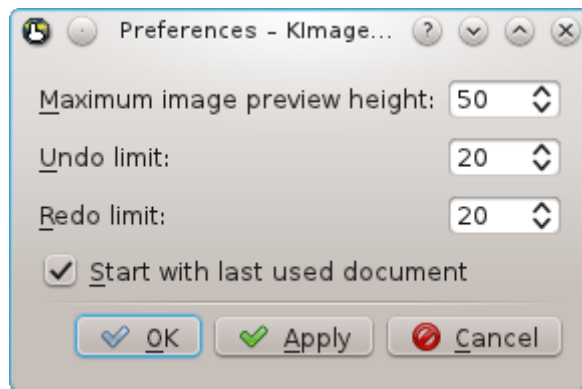 Preferences – KImage...
Maximum image preview height: 50
Undo limit: 20
Redo limit: 20
Start with last used document
OK Apply Cancel